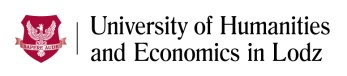 University of Humanities
and Economics in Lodz